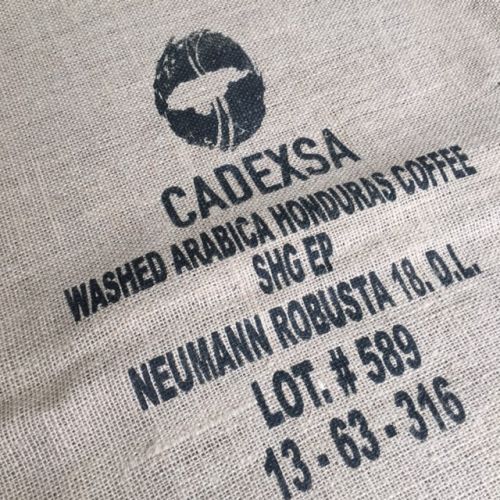 CADEXSA
WASHED ARABICA HONDURAS COFFEE
SHG EP
NEUMANN ROBUSTA 18. D.L.
LOT. # 589
13 - 63 - 316